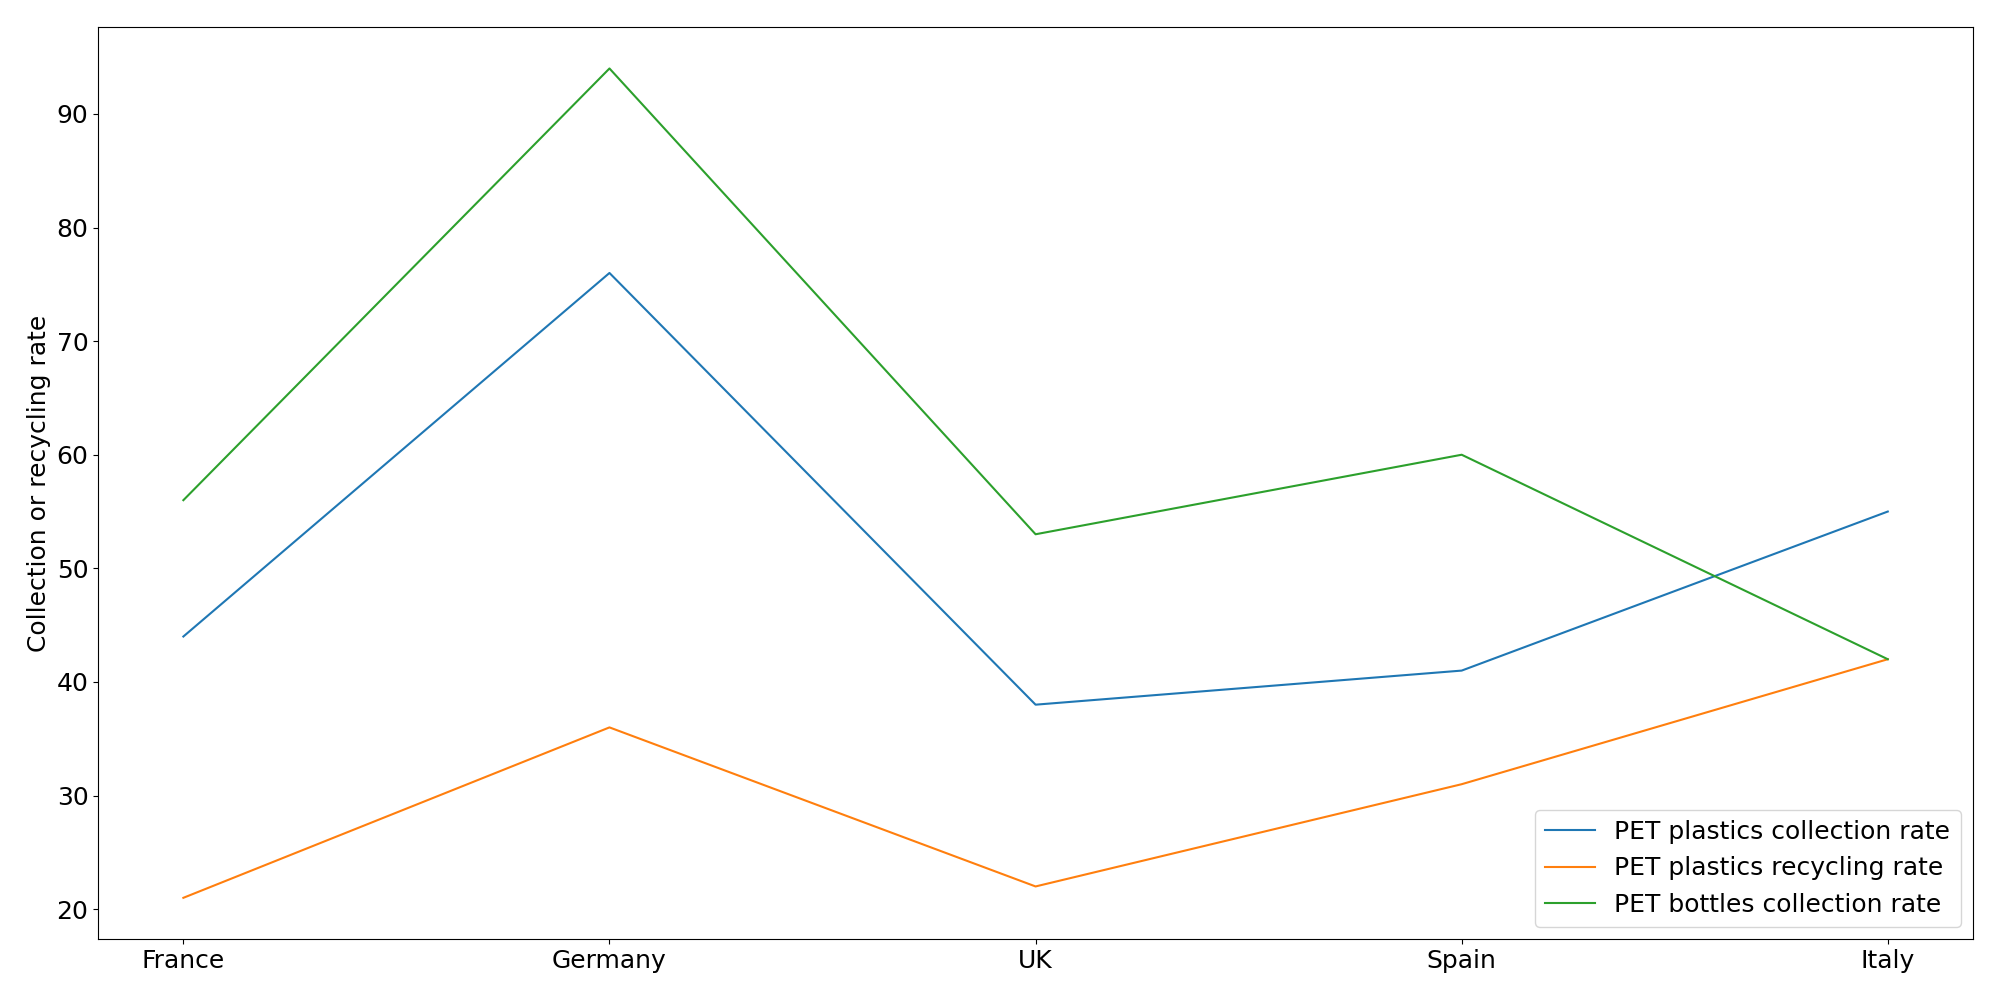 Collection or recycling rate
90
80
70
60
50
40
30
20
France Germany UK Spain Italy
PET plastics collection rate
PET plastics recycling rate
PET bottles collection rate